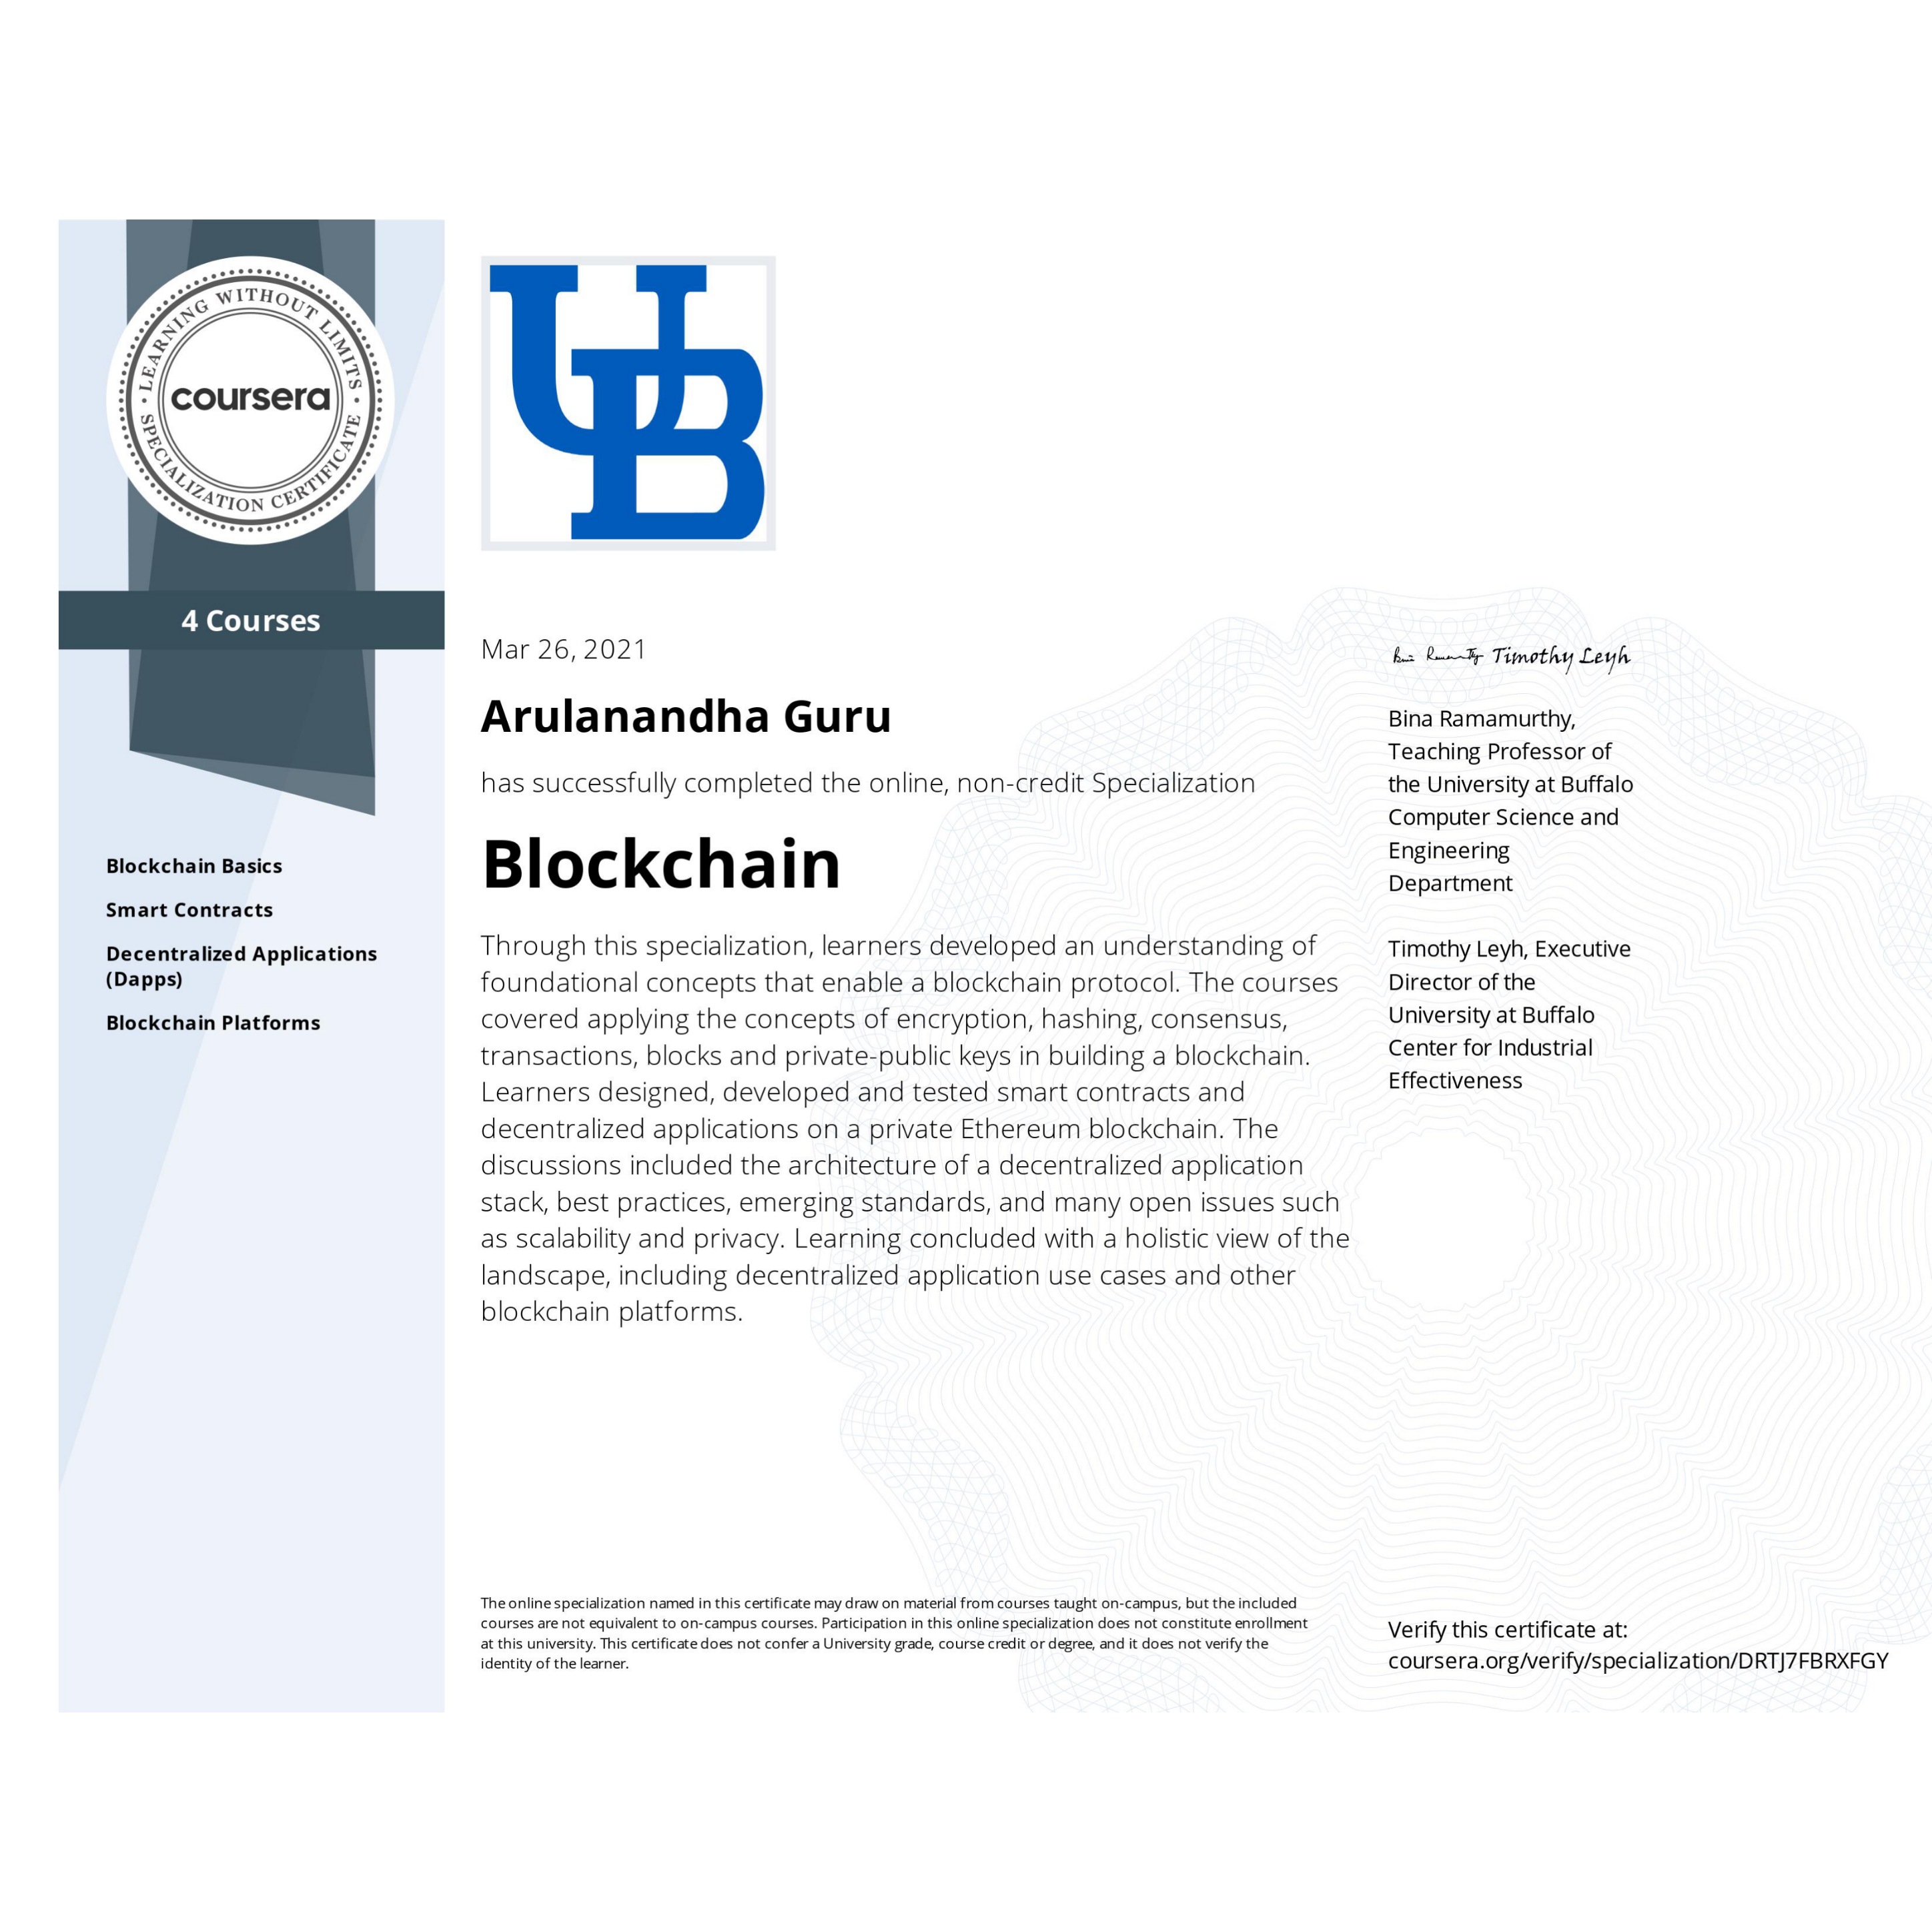 LEARNING WITHOUT LIMITS
coursera
SPECIALIZATION CERTIFICATE
4 Courses
Blockchain Basics
Smart Contracts
Decentralized Applications
(Dapps)
Blockchain Platforms
UB
Mar 26, 2021
Arulanandha Guru
has successfully completed the online, non-credit Specialization
Blockchain
Through this specialization, learners developed an understanding of
foundational concepts that enable a blockchain protocol. The courses
covered applying the concepts of encryption, hashing, consensus,
transactions, blocks and private-public keys in building a blockchain.
Learners designed, developed and tested smart contracts and
decentralized applications on a private Ethereum blockchain. The
discussions included the architecture of a decentralized application
stack, best practices, emerging standards, and many open issues such
as scalability and privacy. Learning concluded with a holistic view of the
landscape, including decentralized application use cases and other
blockchain platforms.
The online specialization named in this certificate may draw on material from courses taught on-campus, but the included
courses are not equivalent to on-campus courses. Participation in this online specialization does not constitute enrollment
at this university. This certificate does not confer a University grade, course credit or degree, and it does not verify the
identity of the learner.
Timothy Leyh
Bina Ramamurthy,
Teaching Professor of
the University at Buffalo
Computer Science and
Engineering
Department
Timothy Leyh, Executive
Director of the
University at Buffalo
Center for Industrial
Effectiveness
Verify this certificate at:
coursera.org/verify/specialization/DRTJ7FBRXFGY